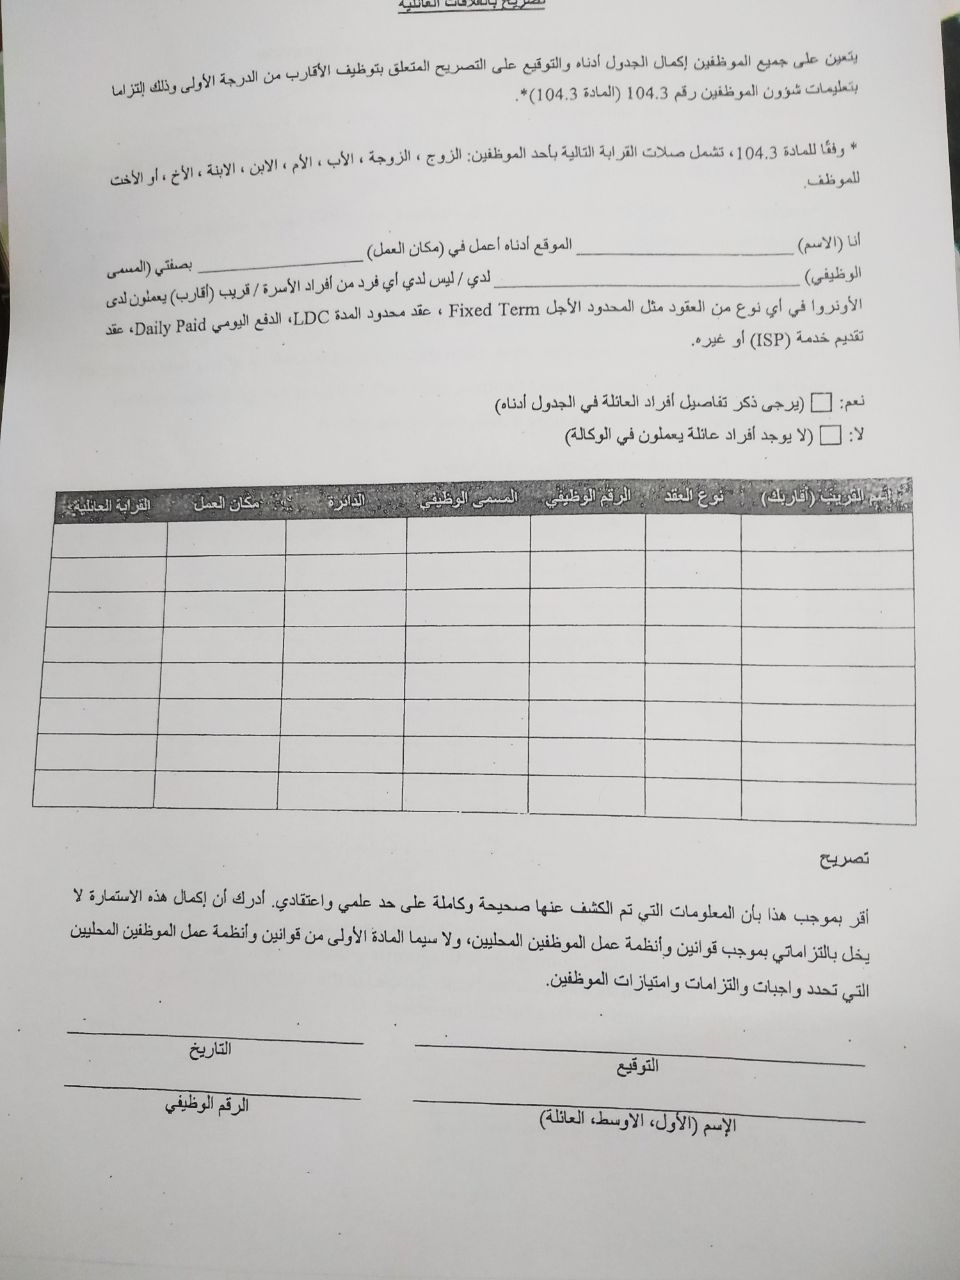 تصريح بالعلاقات العائلية
يتعين على جميع الموظفين إكمال الجدول أدناه والتوقيع على التصريح المتعلق بتوظيف الأقارب من الدرجة الأولى وذلك إلتزاما
بتعليمات شؤون الموظفين رقم 104.3 (المادة 104.3)*.
* وفقًا للمادة 104.3، تشمل صلات القرابة التالية بأحد الموظفين: الزوج ، الزوجة ، الأب ، الأم ، الابن ، الابنة ، الأخ ، أو الأخت
للموظف.
أنا (الاسم) ____________ الموقع أدناه أعمل في (مكان العمل) ____________ بصفتي (المسمى
الوظيفي) ____________ لدي / ليس لدي أي فرد من أفراد الأسرة / قريب (أقارب) يعملون لدى
الأونروا في أي نوع من العقود مثل المحدود الأجل Fixed Term ، عقد محدود المدة LDC، الدفع اليومي Daily Paid، عقد
تقديم خدمة (ISP) أو غيره.
نعم: □ (يرجى ذكر تفاصيل أفراد العائلة في الجدول أدناه)
لا: □ (لا يوجد أفراد عائلة يعملون في الوكالة)
إسم القريب (أقاربك) نوع العقد الرقم الوظيفي المسمى الوظيفي الدائرة مكان العمل القرابة العائلية
تصريح
أقر بموجب هذا بأن المعلومات التي تم الكشف عنها صحيحة وكاملة على حد علمي واعتقادي. أدرك أن إكمال هذه الاستمارة لا
يخل بالتزاماتي بموجب قوانين وأنظمة عمل الموظفين المحليين، ولا سيما المادة الأولى من قوانين وأنظمة عمل الموظفين المحليين
التي تحدد واجبات والتزامات وامتيازات الموظفين.
التوقيع التاريخ
الإسم (الأول، الاوسط، العائلة) الرقم الوظيفي